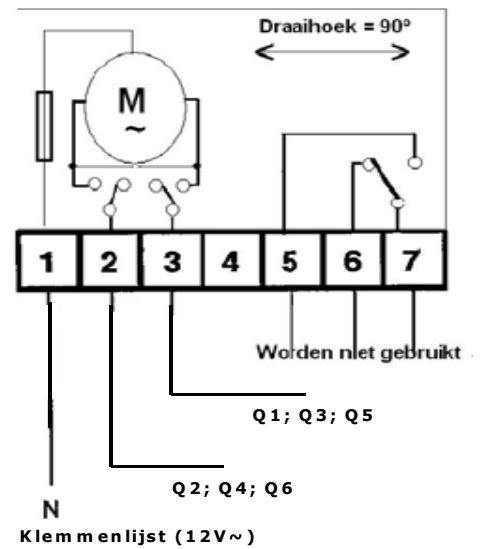 Draaihoek = 90º
M
~
1 2 3 4 5 6 7
Worden niet gebruikt
Q1; Q3; Q5
Q2; Q4; Q6
N
Klemmenlijst (12V~)